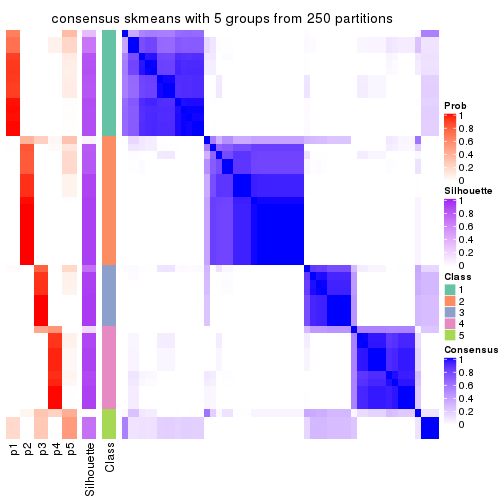 consensus skmeans with 5 groups from 250 partitions
Prob
1
0.8
0.6
0.4
0.2
0
Silhouette
1
0.8
0.6
0.4
0.2
0
Class
1
2
3
4
5
Consensus
1
0.8
0.6
0.4
0.2
0
p1
p2
p3
p4
p5
Silhouette
Class